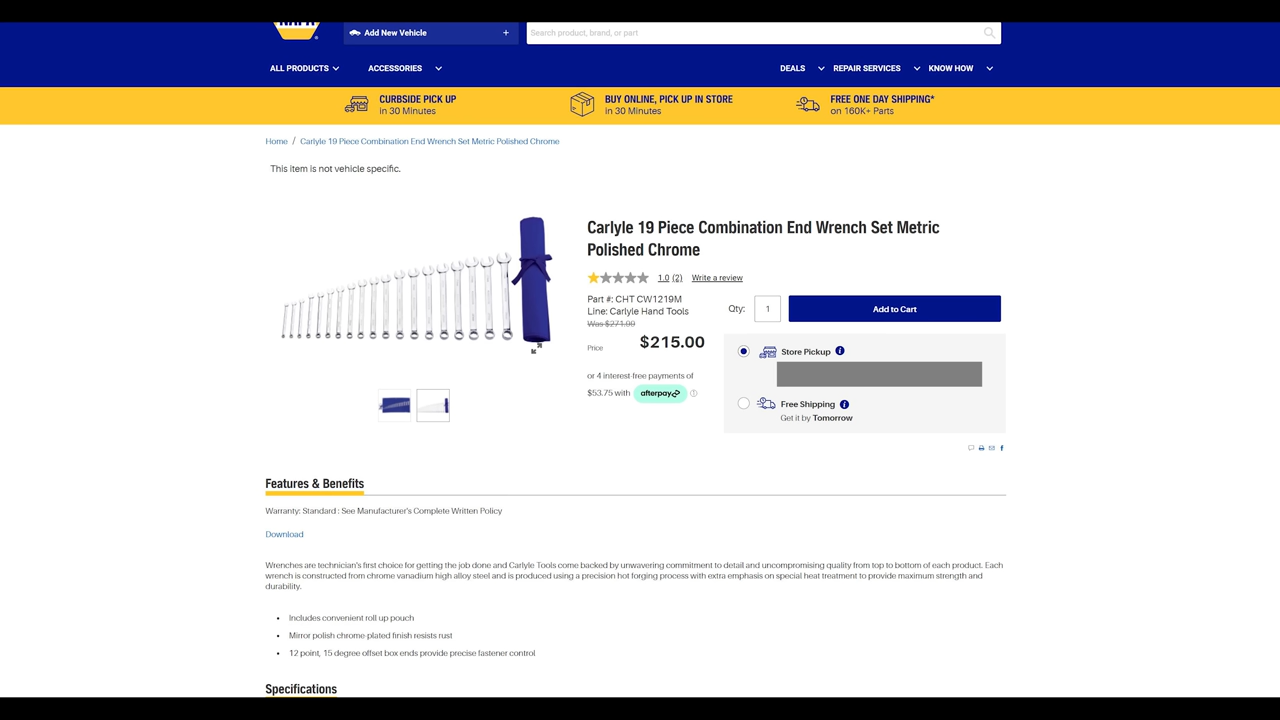 Add New Vehicle +
Search product, brand, or part
ALL PRODUCTS ACCESSORIES DEALS REPAIR SERVICES KNOW HOW
CURBSIDE PICK UP
in 30 Minutes
BUY ONLINE, PICK UP IN STORE
in 30 Minutes
FREE ONE DAY SHIPPING*
on 160K+ Parts
Home / Carlyle 19 Piece Combination End Wrench Set Metric Polished Chrome
This item is not vehicle specific.
Carlyle 19 Piece Combination End Wrench Set Metric
Polished Chrome
1.0 (2) Write a review
Part #: CHT CW1219M
Line: Carlyle Hand Tools
Was $271.99
Price $215.00
or 4 interest-free payments of
$53.75 with afterpay
Qty: 1 Add to Cart
Store Pickup
Free Shipping
Get it by Tomorrow
Features & Benefits
Warranty: Standard : See Manufacturer's Complete Written Policy
Download
Wrenches are technician's first choice for getting the job done and Carlyle Tools come backed by unwavering commitment to detail and uncompromising quality from top to bottom of each product. Each
wrench is constructed from chrome vanadium high alloy steel and is produced using a precision hot forging process with extra emphasis on special heat treatment to provide maximum strength and
durability.
• Includes convenient roll up pouch
• Mirror polish chrome-plated finish resists rust
• 12 point, 15 degree offset box ends provide precise fastener control
Specifications